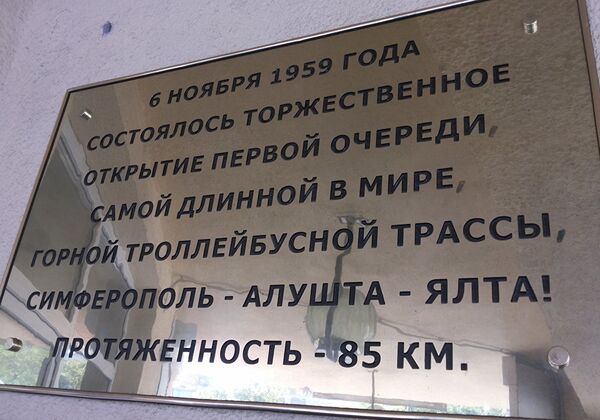 6 НОЯБРЯ 1959 ГОДА
СОСТОЯЛОСЬ ТОРЖЕСТВЕННОЕ
ОТКРЫТИЕ ПЕРВОЙ ОЧЕРЕДИ,
САМОЙ ДЛИННОЙ В МИРЕ,
ГОРНОЙ ТРОЛЛЕЙБУСНОЙ ТРАССЫ,
СИМФЕРОПОЛЬ - АЛУШТА - ЯЛТА!
ПРОТЯЖЕННОСТЬ - 85 КМ.